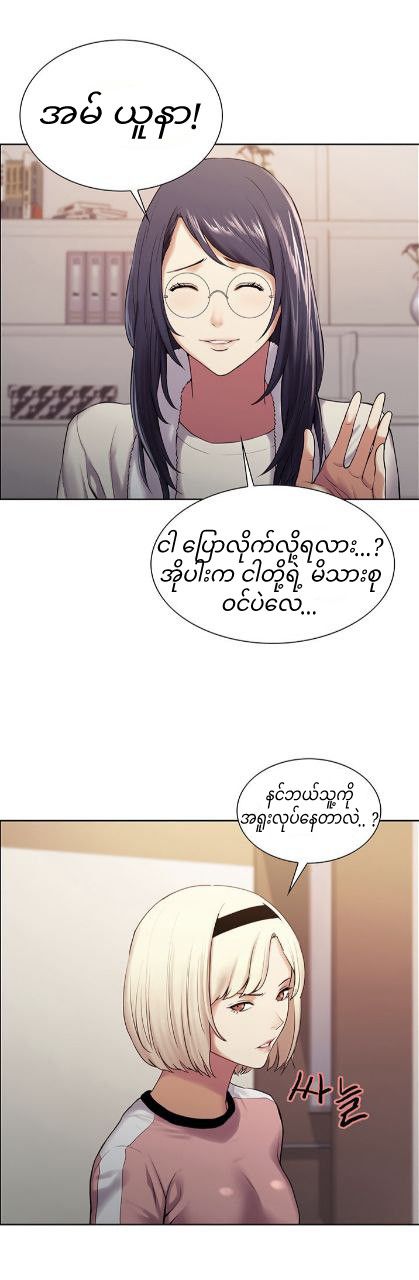 အမ် ယူနာ!
ငါ ပြောလိုက်လို့ရလား...?
အိုပါးက ငါတို့ရဲ့ မိသားစု
ဝင်ပဲလေ...
နင်ဘယ်သူ့ကို
အရူးလုပ်နေတာလဲ.. ?
싸늘